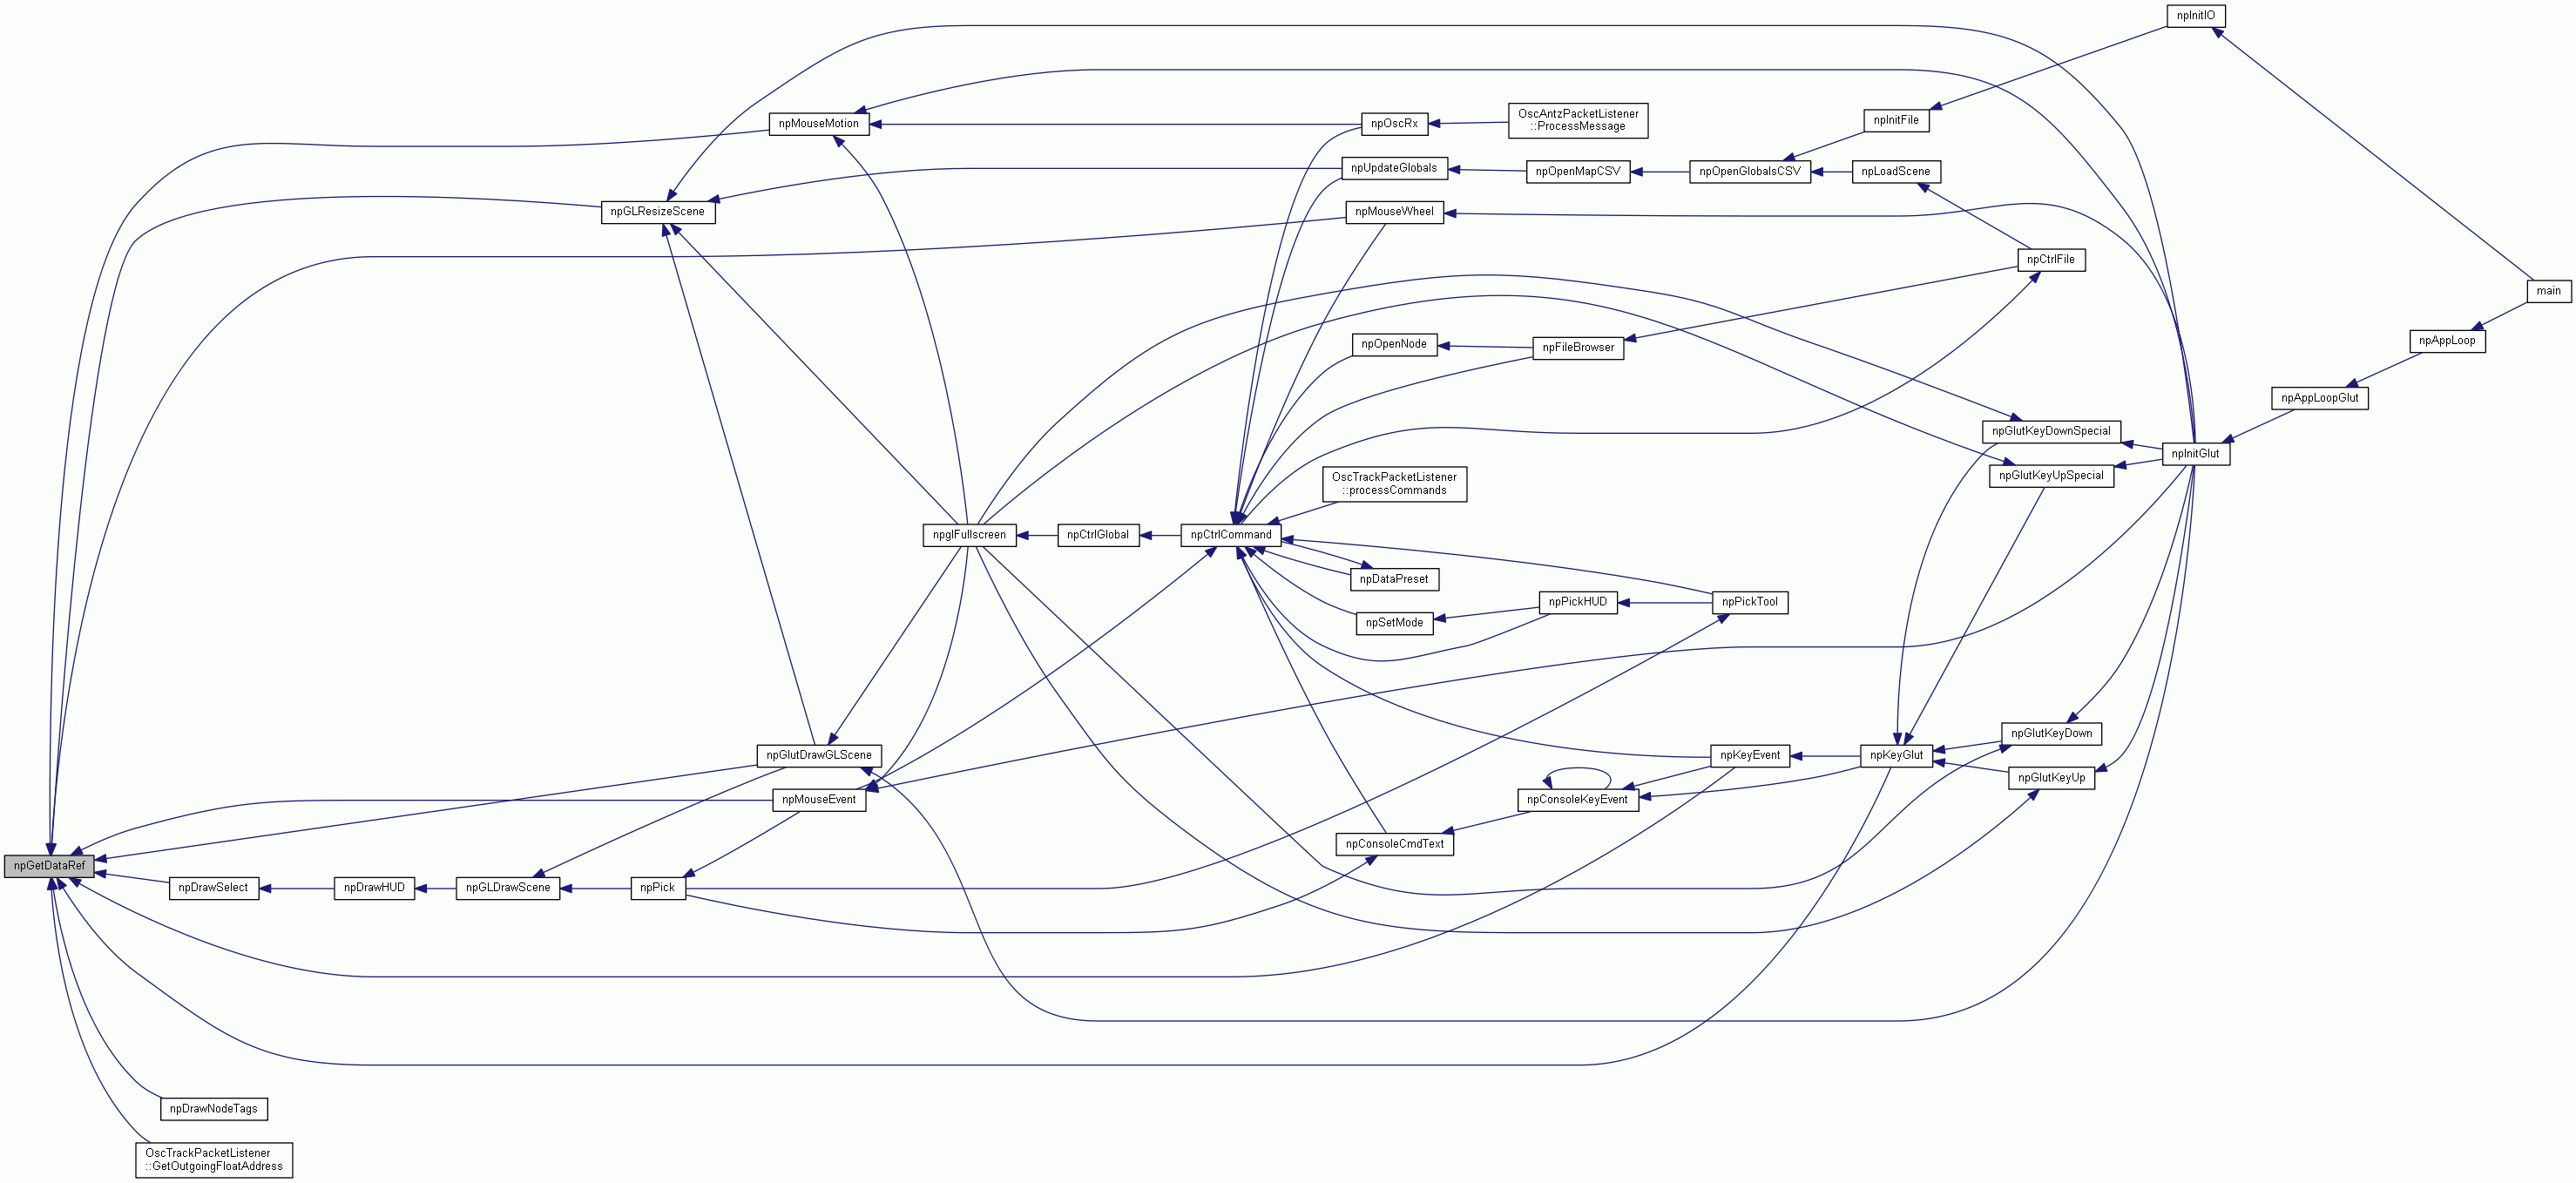 npInitIO
npMouseMotion
npOscRx
OscAntzPacketListener
::ProcessMessage
npInitFile
npUpdateGlobals
npOpenMapCSV
npOpenGlobalsCSV
npLoadScene
npGLResizeScene
npMouseWheel
npCtrlFile
main
npOpenNode
npFileBrowser
npAppLoop
npAppLoopGlut
npGlutKeyDownSpecial
npInitGlut
npGlutKeyUpSpecial
OscTrackPacketListener
::processCommands
npglFullscreen
npCtrlGlobal
npCtrlCommand
npDataPreset
npPickHUD
npPickTool
npSetMode
npGlutKeyDown
npGlutDrawGLScene
npKeyEvent
npKeyGlut
npGlutKeyUp
npMouseEvent
npConsoleKeyEvent
npConsoleCmdText
npGetDataRef
npDrawSelect
npDrawHUD
npGLDrawScene
npPick
npDrawNodeTags
OscTrackPacketListener
::GetOutgoingFloatAddress